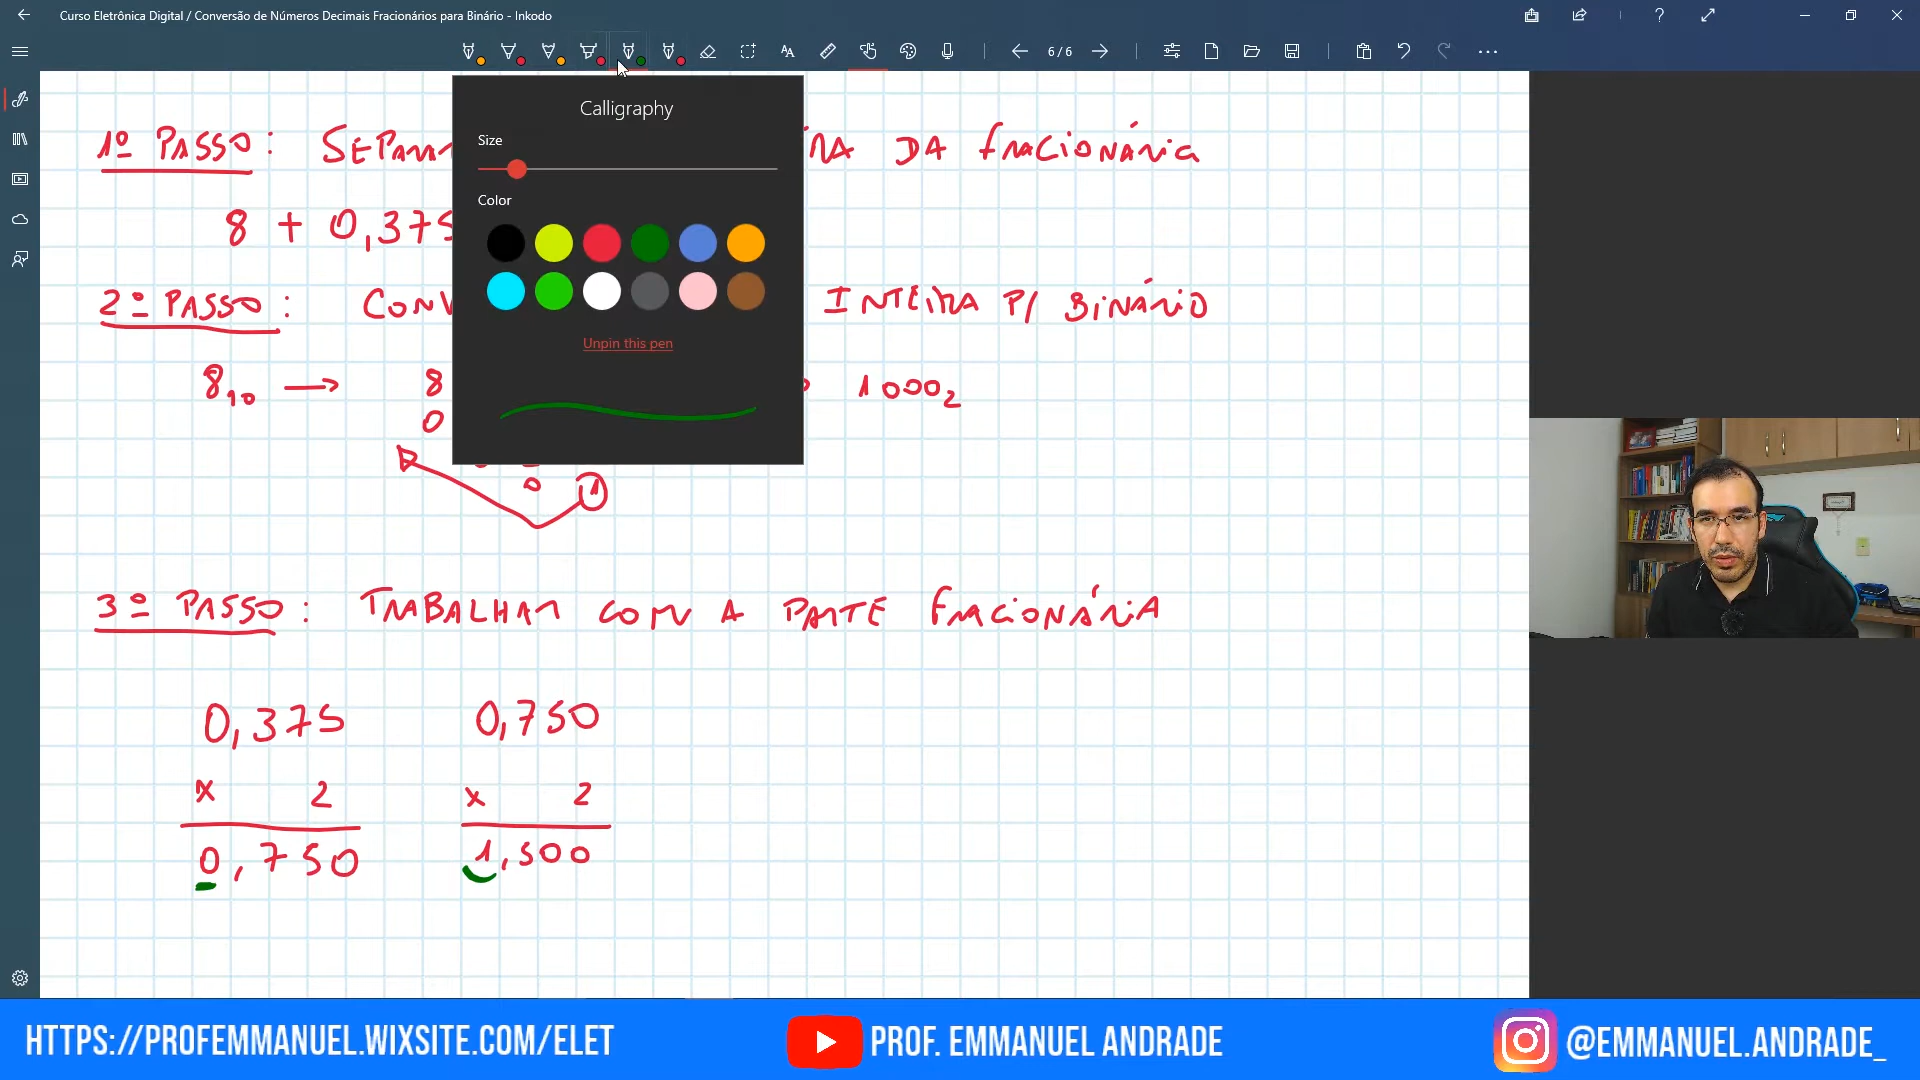 Curso Eletrônica Digital / Conversão de Números Decimais Fracionários para Binário - Inkodo
6 / 6
Calligraphy
Size
Color
Unpin this pen
1º PASSO: SEPARAR DA FRACIONÁRIA
8 + 0,375
2º PASSO: CONV INTEIRA P/ BINÁRIO
8₁₀ → 8 1000₂
0
0 1
3º PASSO: TRABALHAR COM A PARTE FRACIONÁRIA
0,375 0,750
x 2 x 2
0,750 1,500
HTTPS://PROFEMMANUEL.WIXSITE.COM/ELET
PROF. EMMANUEL ANDRADE
@EMMANUEL.ANDRADE_